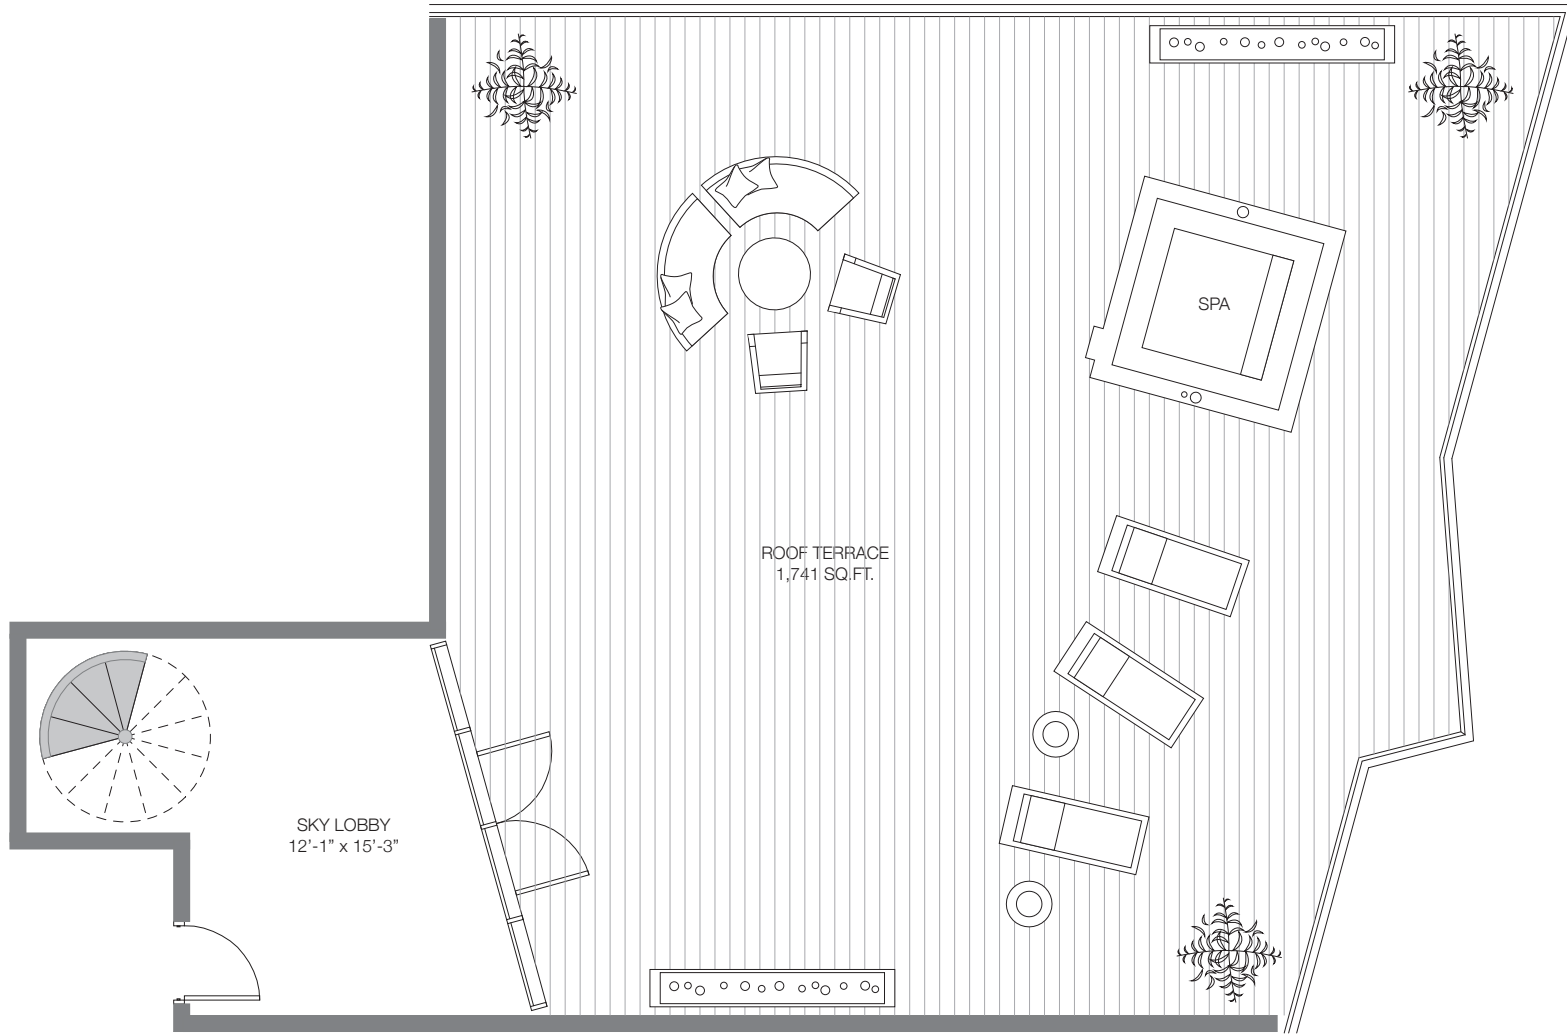 SPA
ROOF TERRACE
1,741 SQ.FT.
SKY LOBBY
12'-1” x 15'-3”